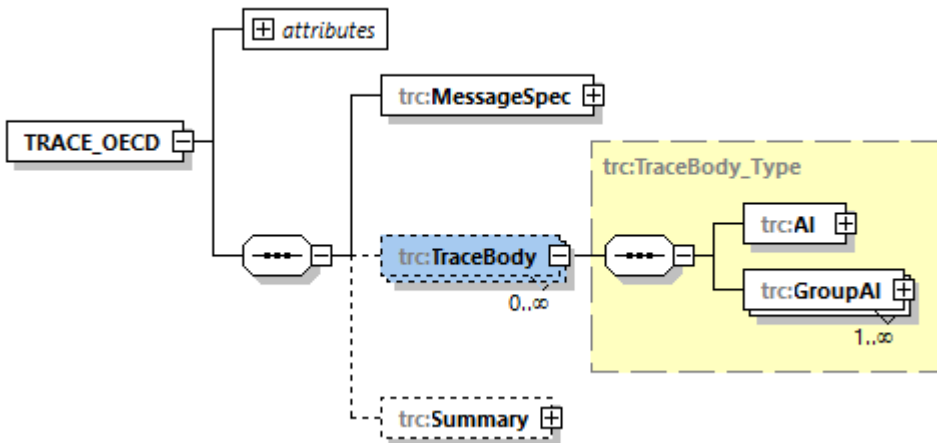 attributes
TRACE_OECD
trc:MessageSpec
trc:TraceBody
0..∞
trc:TraceBody_Type
trc:AI
trc:GroupAI
1..∞
trc:Summary